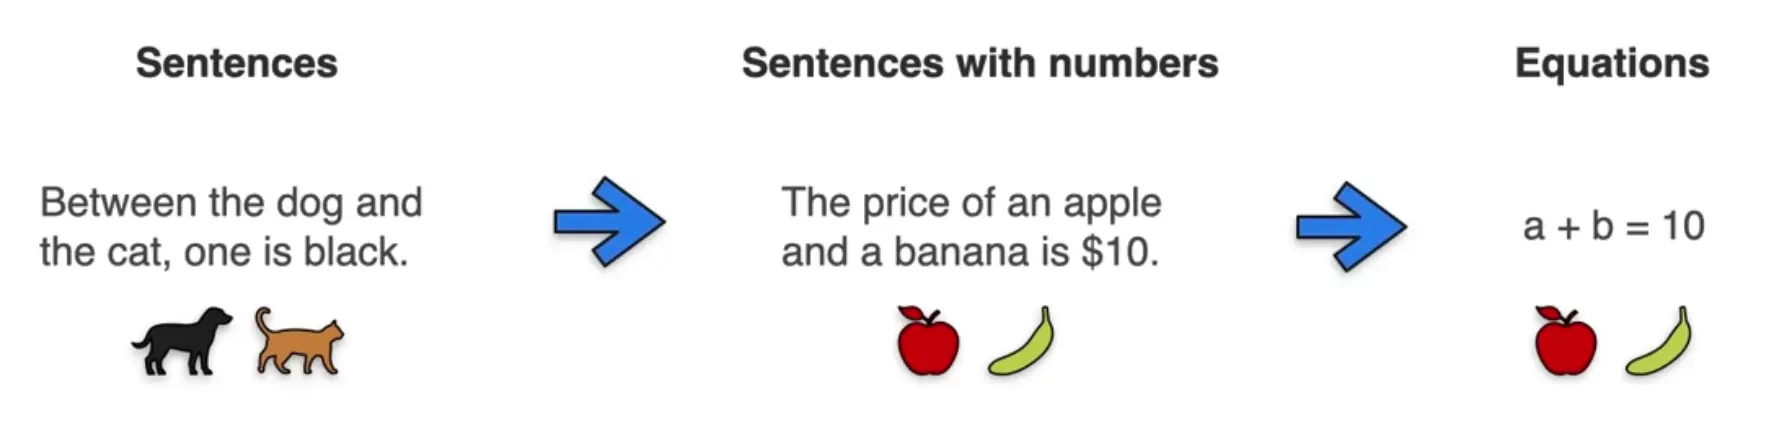 Sentences
Between the dog and
the cat, one is black.
Sentences with numbers
The price of an apple
and a banana is $10.
Equations
a + b = 10